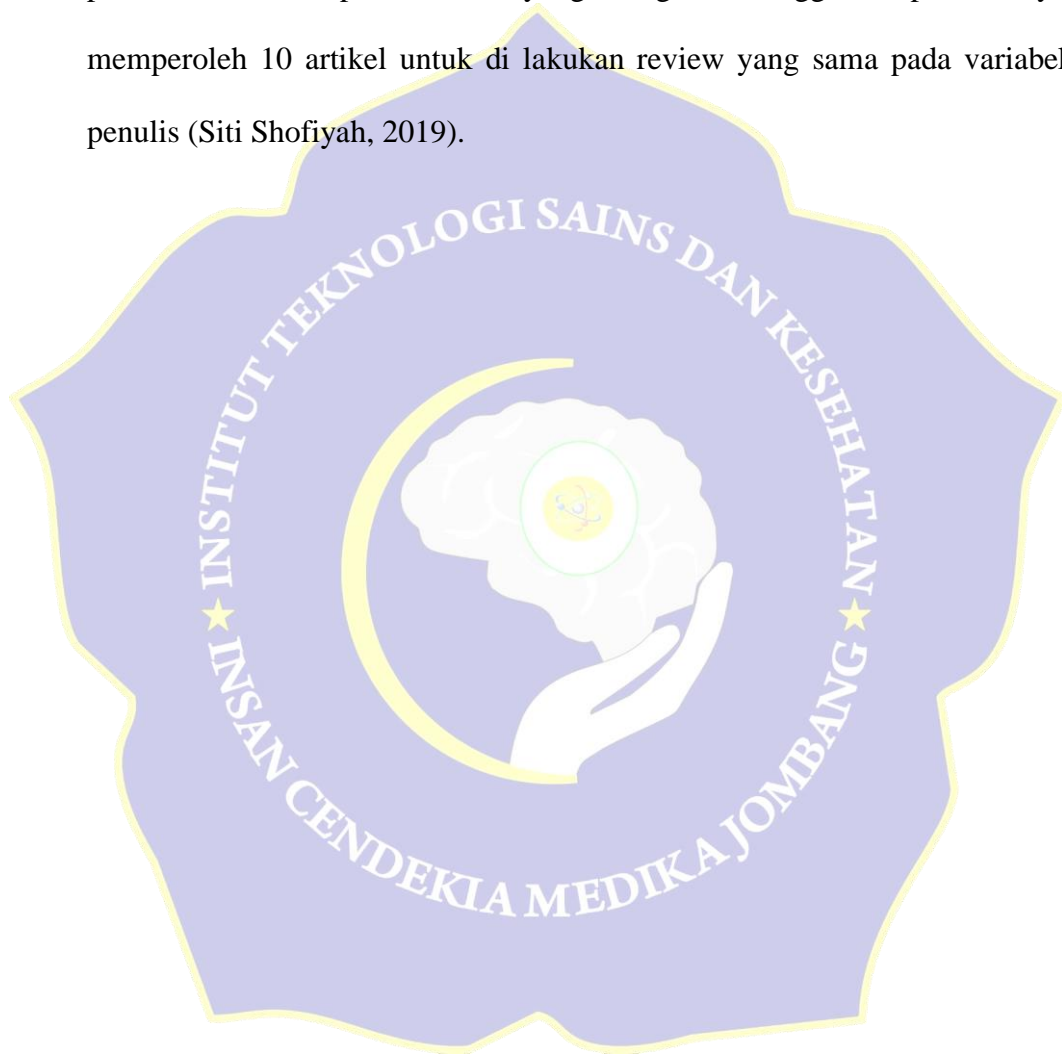 memperoleh 10 artikel untuk di lakukan review yang sama pada variabel
penulis (Siti Shofiyah, 2019).
INSTITUT TEKNOLOGI SAINS DAN KESEHATAN
INSAN CENDEKIA MEDIKA JOMBANG